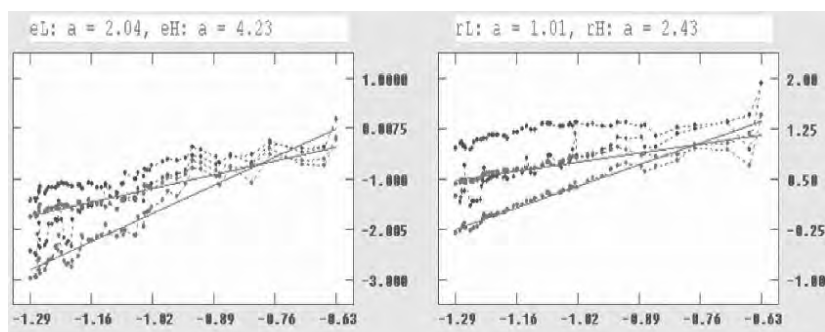 eL: a = 2.04, eH: a = 4.23
1.0000
0.0075
-1.000
-2.005
-3.000
-1.29 -1.16 -1.02 -0.89 -0.76 -0.63
rL: a = 1.01, rH: a = 2.43
2.00
1.25
0.50
-0.25
-1.00
-1.29 -1.16 -1.02 -0.89 -0.76 -0.63